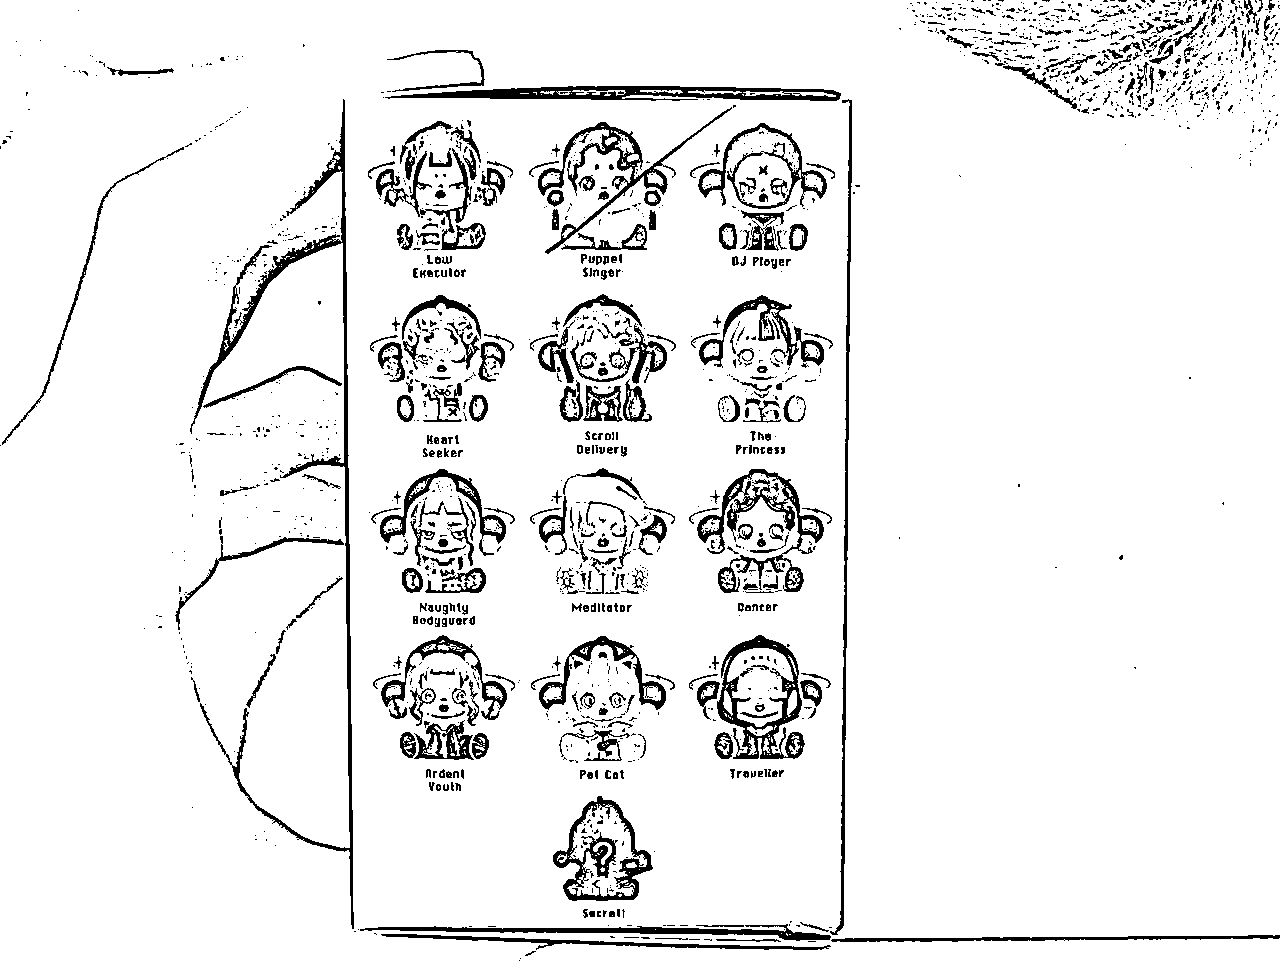 Law
Executor
Puppet
Singer
DJ Player
Heart
Seeker
Scroll
Delivery
The
Princess
Naughty
Bodyguard
Meditator
Dancer
Ardent
Youth
Pet Cat
Traveller
?
Secret!